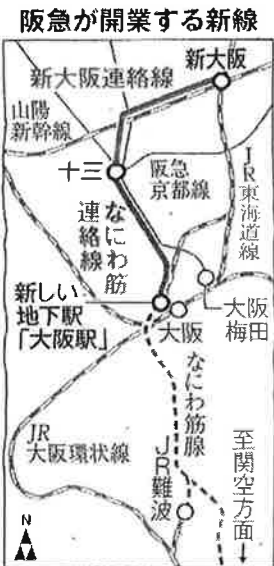 阪急が開業する新線
新大阪連絡線
新大阪
山陽
新幹線
十三
阪急
京都線
JR東海道線
なにわ筋
連絡線
新しい
地下駅
「大阪駅」
大阪
大阪
梅田
なにわ筋線
JR
大阪環状線
JR難波
至関空方面
N